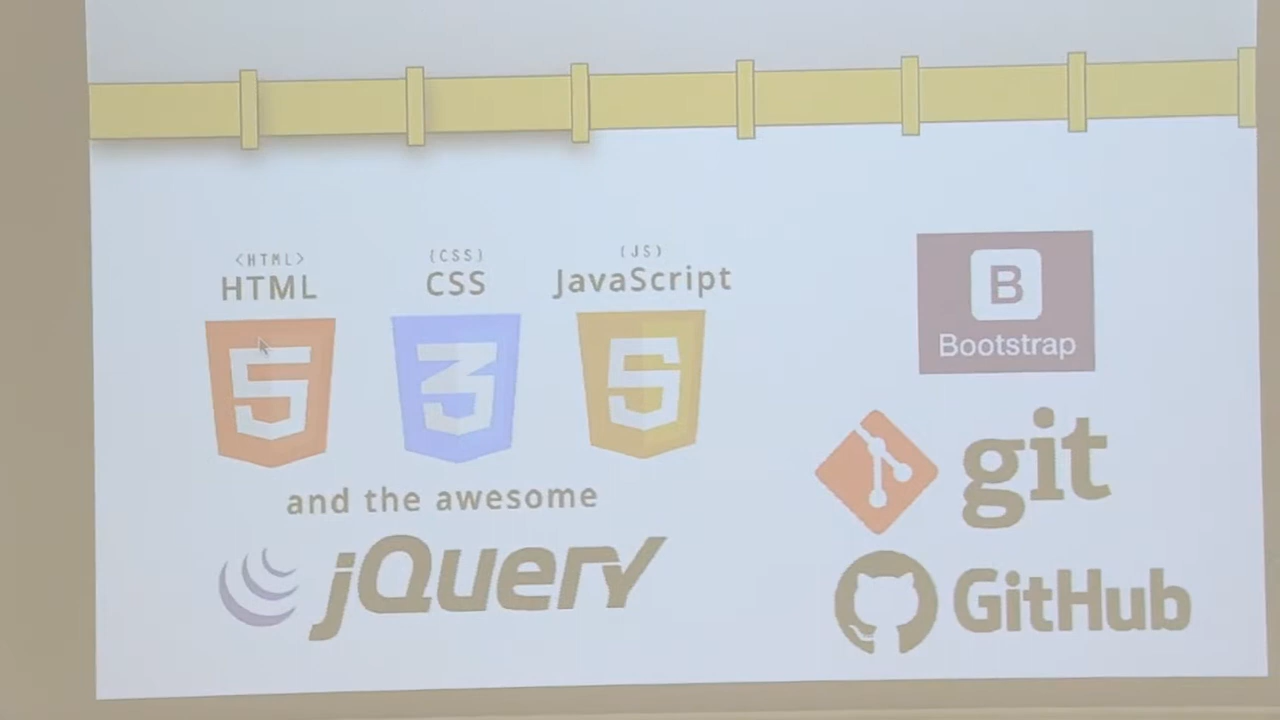 <HTML>
HTML
5
{CSS}
CSS
3
{JS}
JavaScript
5
and the awesome
jQuery
B
Bootstrap
git
GitHub